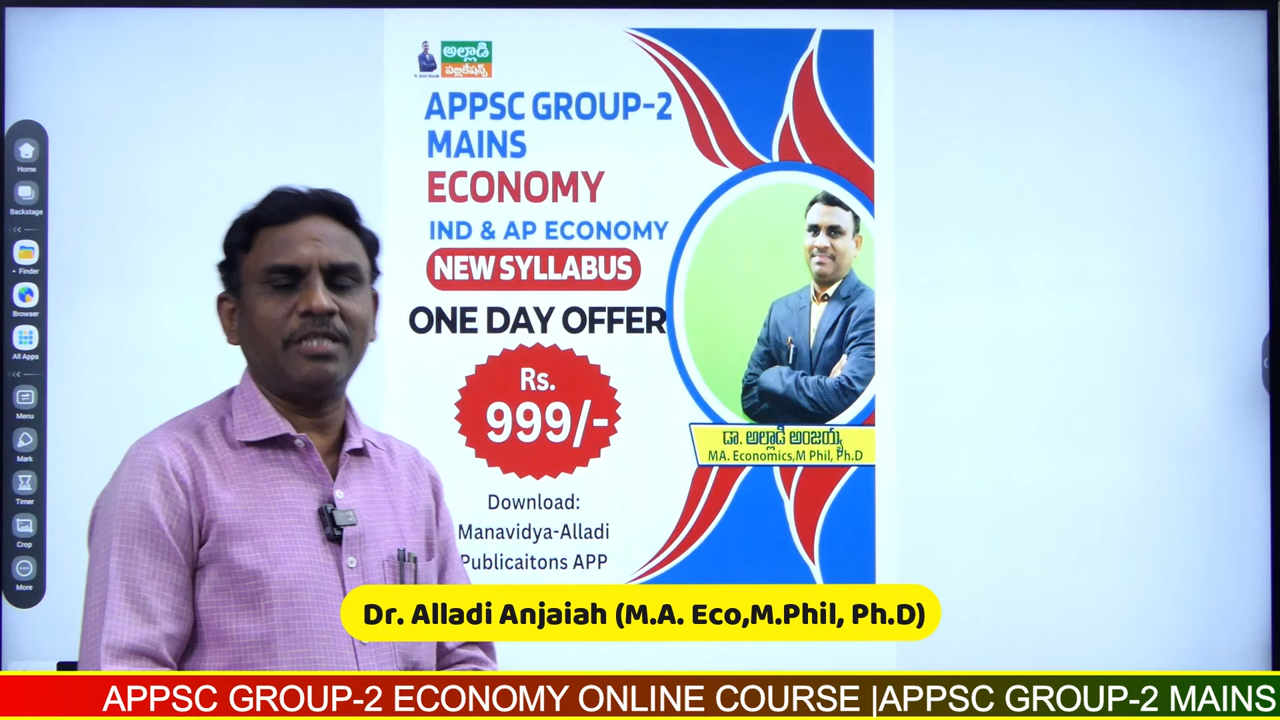 అల్లాడి
పబ్లికేషన్స్
APPSC GROUP-2
MAINS
ECONOMY
IND & AP ECONOMY
NEW SYLLABUS
ONE DAY OFFER
Rs.
999/-
Download:
Manavidya-Alladi
Publicaitons APP
డా. అల్లాడి అంజయ్య
MA. Economics,M Phil, Ph.D
Home
Backstage
Finder
Browser
All Apps
Menu
Mark
Timer
Crop
More
Dr. Alladi Anjaiah (M.A. Eco,M.Phil, Ph.D)
APPSC GROUP-2 ECONOMY ONLINE COURSE |APPSC GROUP-2 MAINS